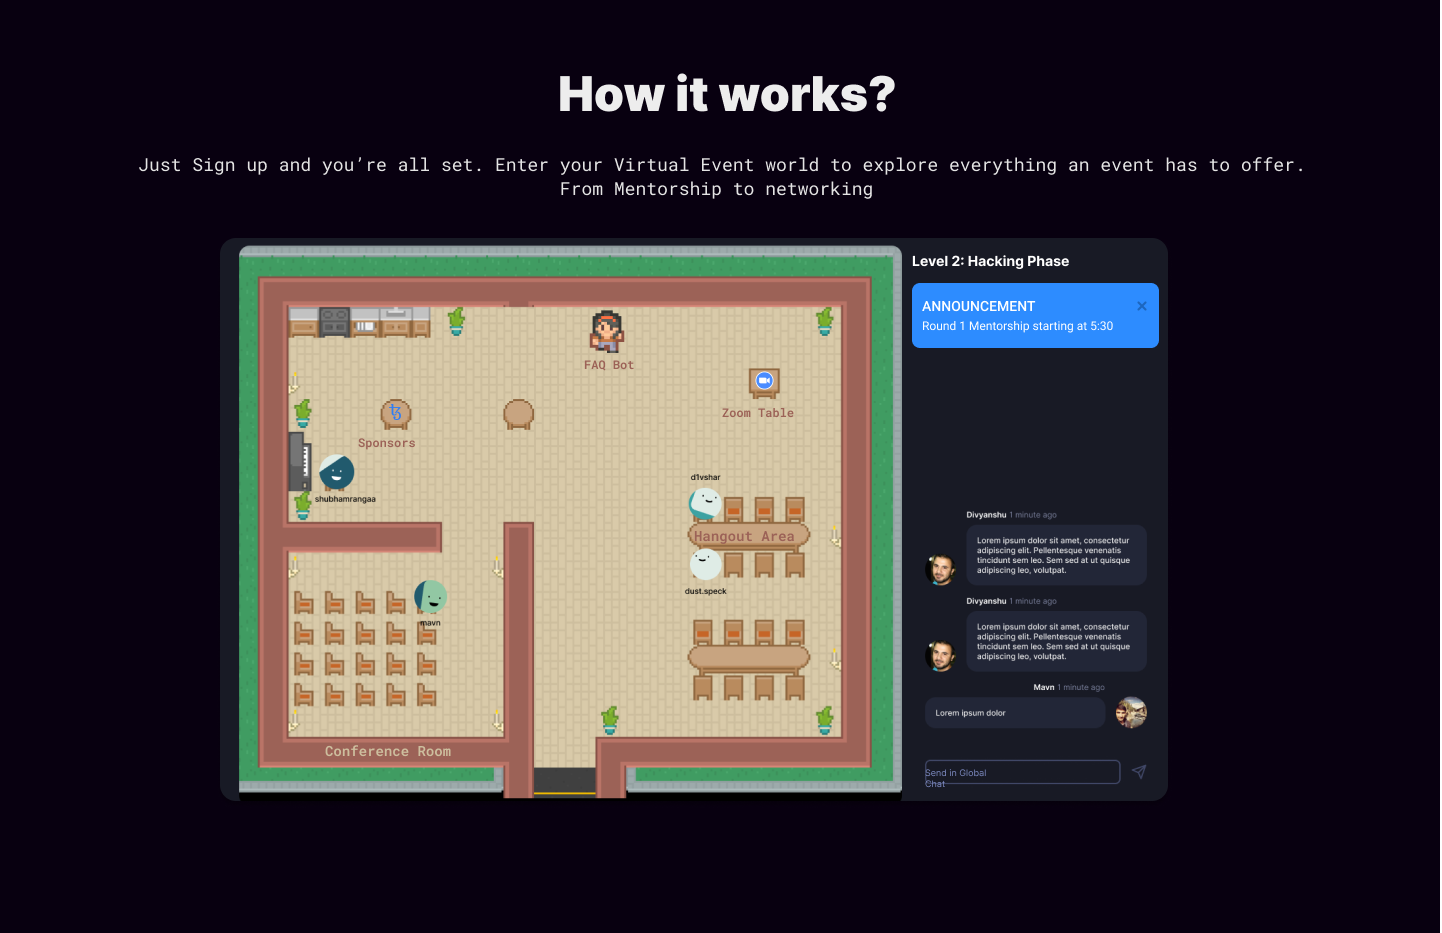 How it works?
Just Sign up and you’re all set. Enter your Virtual Event world to explore everything an event has to offer.
From Mentorship to networking
FAQ Bot
Zoom Table
Sponsors
shubhamrangaa
d1vshar
Hangout Area
dust.speck
mavn
Conference Room
Level 2: Hacking Phase
ANNOUNCEMENT
Round 1 Mentorship starting at 5:30
Divyanshu 1 minute ago
Lorem ipsum dolor sit amet, consectetur
adipiscing elit. Pellentesque venenatis
tincidunt sem leo. Sem sed at ut quisque
adipiscing leo, volutpat.
Divyanshu 1 minute ago
Lorem ipsum dolor sit amet, consectetur
adipiscing elit. Pellentesque venenatis
tincidunt sem leo. Sem sed at ut quisque
adipiscing leo, volutpat.
Mavn 1 minute ago
Lorem ipsum dolor
Send in Global
Chat